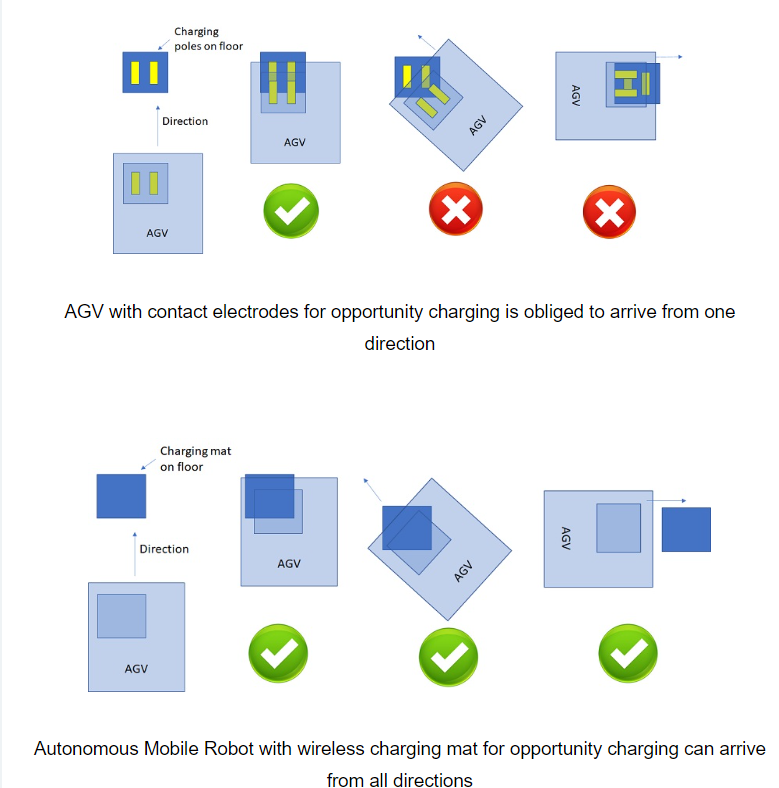 Charging
poles on floor
Direction
AGV
AGV
AGV
AGV
AGV with contact electrodes for opportunity charging is obliged to arrive from one
direction
Charging mat
on floor
Direction
AGV
AGV
AGV
AGV
Autonomous Mobile Robot with wireless charging mat for opportunity charging can arrive
from all directions